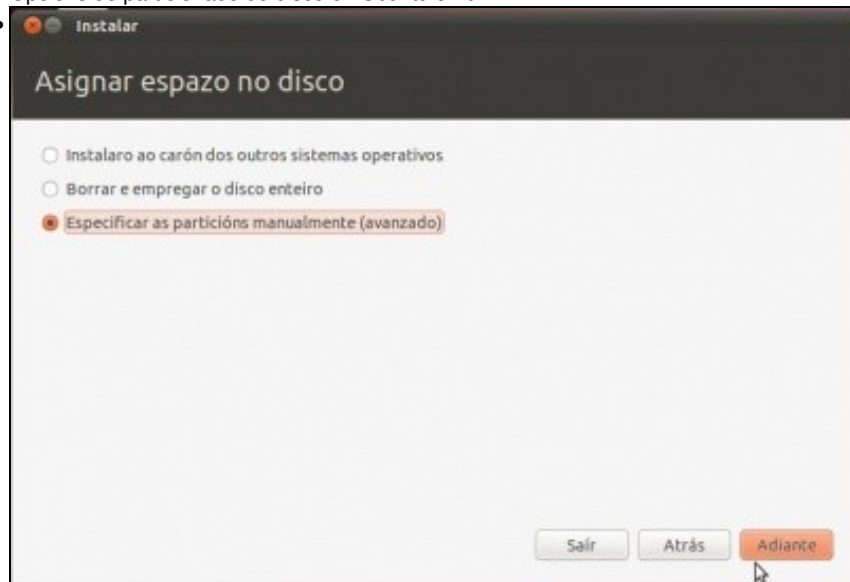 Instalar
Asignar espazo no disco
Instalaro ao carón dos outros sistemas operativos
Borrar e empregar o disco enteiro
Especificar as particións manualmente (avanzado)
Saír Atrás Adiante